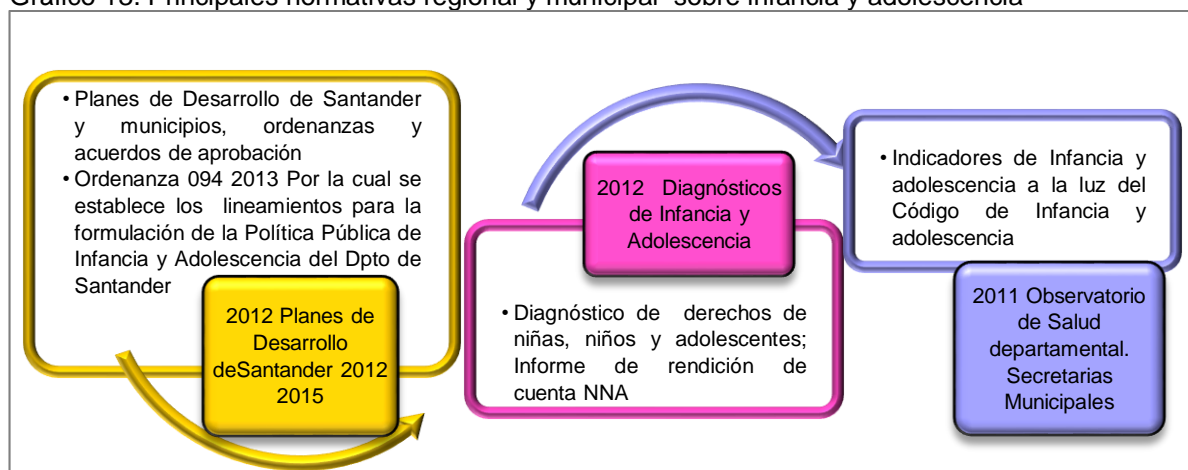 Gráfico 13. Principales normativas regional y municipal sobre infancia y adolescencia
• Planes de Desarrollo de Santander
y municipios, ordenanzas y
acuerdos de aprobación
• Ordenanza 094 2013 Por la cual se
establece los lineamientos para la
formulación de la Política Pública de
Infancia y Adolescencia del Dpto de
Santander
2012 Planes de
Desarrollo
deSantander 2012
2015
2012 Diagnósticos
de Infancia y
Adolescencia
• Diagnóstico de derechos de
niñas, niños y adolescentes;
Informe de rendición de
cuenta NNA
• Indicadores de Infancia y
adolescencia a la luz del
Código de Infancia y
adolescencia
2011 Observatorio
de Salud
departamental.
Secretarias
Municipales